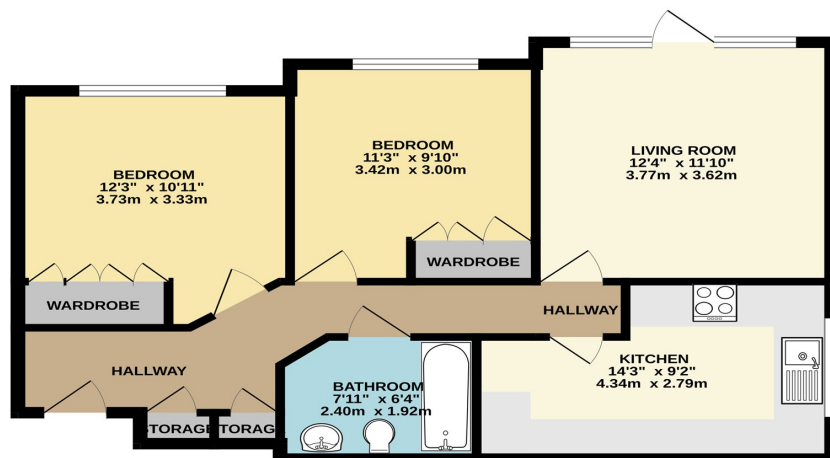 BEDROOM
12'3" x 10'11"
3.73m x 3.33m
WARDROBE
BEDROOM
11'3" x 9'10"
3.42m x 3.00m
WARDROBE
LIVING ROOM
12'4" x 11'10"
3.77m x 3.62m
HALLWAY
HALLWAY
KITCHEN
14'3" x 9'2"
4.34m x 2.79m
BATHROOM
7'11" x 6'4"
2.40m x 1.92m
STORAGE
STORAGE